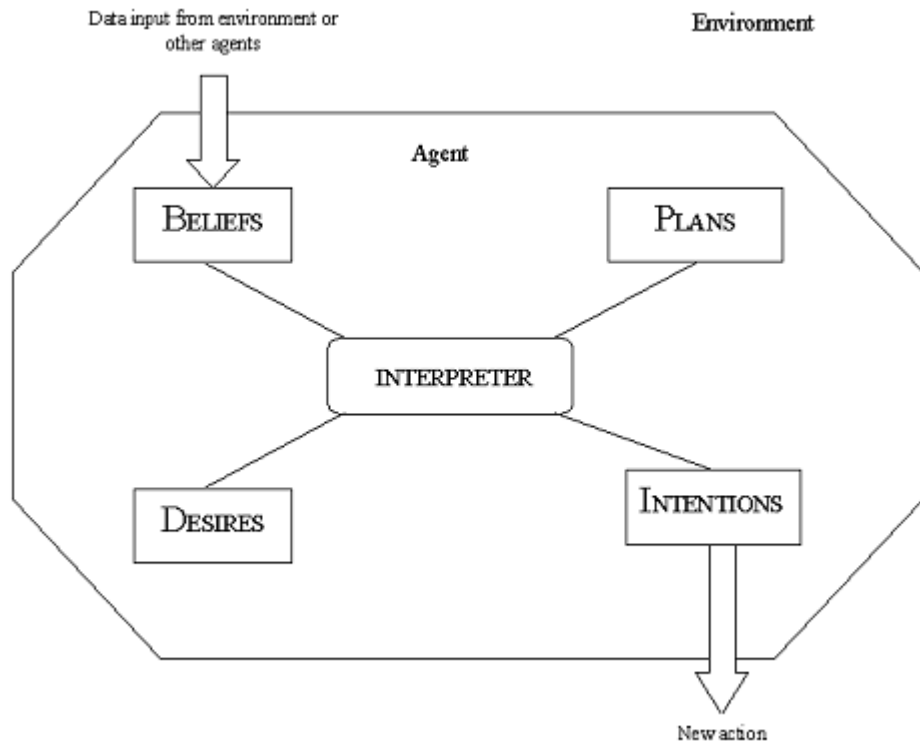 Data input from environment or
other agents
Environment
Agent
BELIEFS
PLANS
INTERPRETER
DESIRES
INTENTIONS
New action